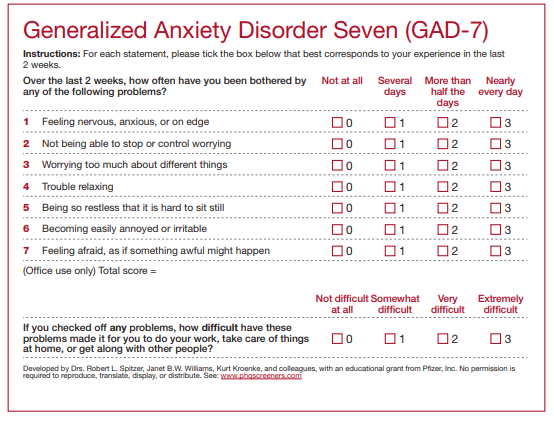 Generalized Anxiety Disorder Seven (GAD-7)
Instructions: For each statement, please tick the box below that best corresponds to your experience in the last
2 weeks.
Over the last 2 weeks, how often have you been bothered by any of the following problems? Not at all Several days More than half the days Nearly every day
1 Feeling nervous, anxious, or on edge 0 1 2 3
2 Not being able to stop or control worrying 0 1 2 3
3 Worrying too much about different things 0 1 2 3
4 Trouble relaxing 0 1 2 3
5 Being so restless that it is hard to sit still 0 1 2 3
6 Becoming easily annoyed or irritable 0 1 2 3
7 Feeling afraid, as if something awful might happen 0 1 2 3
(Office use only) Total score =
Not difficult at all Somewhat difficult Very difficult Extremely difficult
If you checked off any problems, how difficult have these
problems made it for you to do your work, take care of things 0 1 2 3
at home, or get along with other people?
Developed by Drs. Robert L. Spitzer, Janet B.W. Williams, Kurt Kroenke, and colleagues, with an educational grant from Pfizer, Inc. No permission is
required to reproduce, translate, display, or distribute. See: www.phqscreeners.com